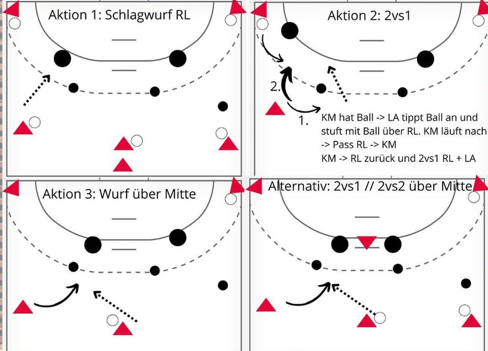 Aktion 1: Schlagwurf RL
Aktion 2: 2vs1
2.
1.
KM hat Ball -> LA tippt Ball an und
stuft mit Ball über RL. KM läuft nach
-> Pass RL -> KM
KM -> RL zurück und 2vs1 RL + LA
Aktion 3: Wurf über Mitte
Alternativ: 2vs1 // 2vs2 über Mitte